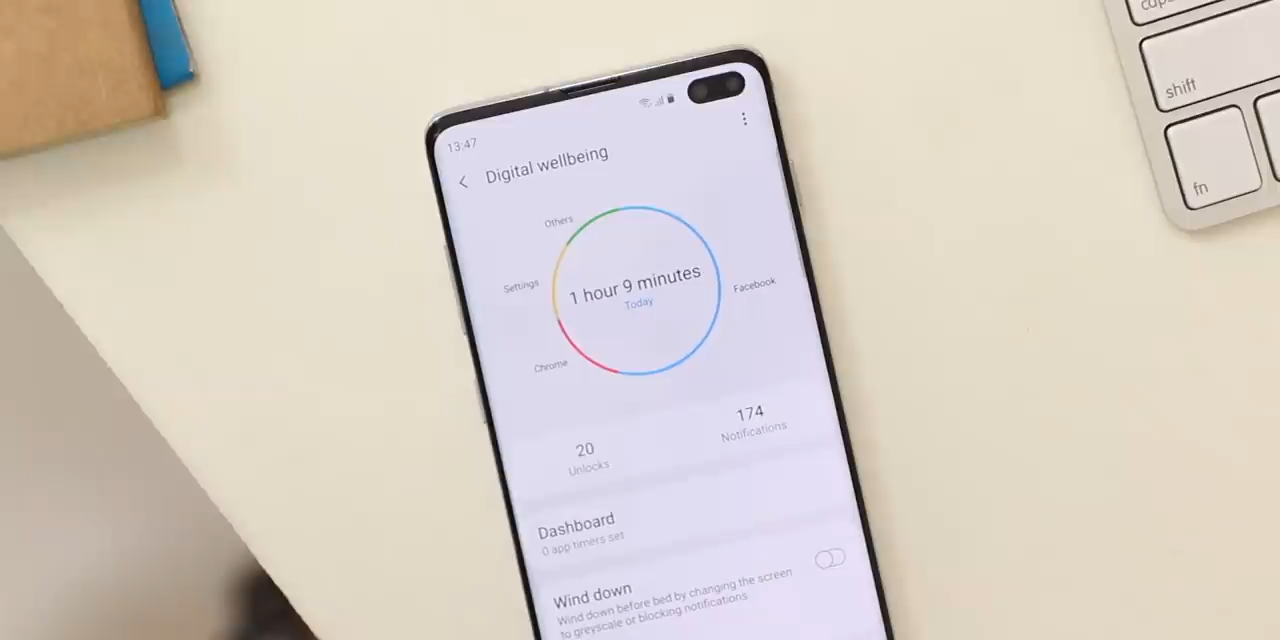 caps
shift
fn
13:47
Digital wellbeing
Others
Settings
1 hour 9 minutes
Today
Facebook
Chrome
20
Unlocks
174
Notifications
Dashboard
0 app timers set
Wind down
Wind down before bed by changing the screen
to greyscale or blocking notifications